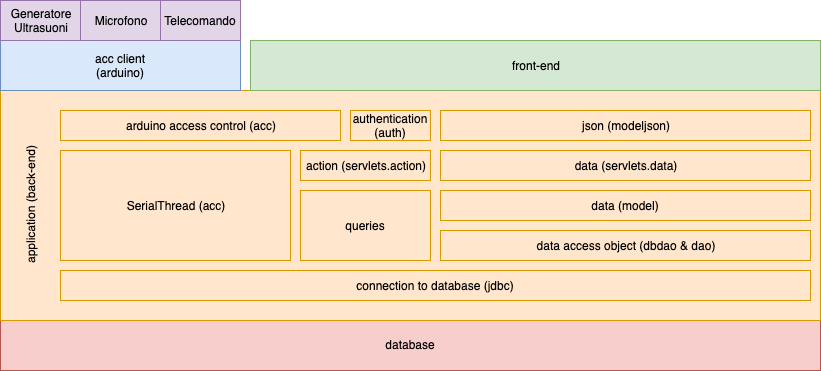 Generatore
Ultrasuoni
Microfono
Telecomando
acc client
(arduino)
front-end
application (back-end)
arduino access control (acc)
authentication
(auth)
json (modeljson)
SerialThread (acc)
action (servlets.action)
data (servlets.data)
queries
data (model)
data access object (dbdao & dao)
connection to database (jdbc)
database